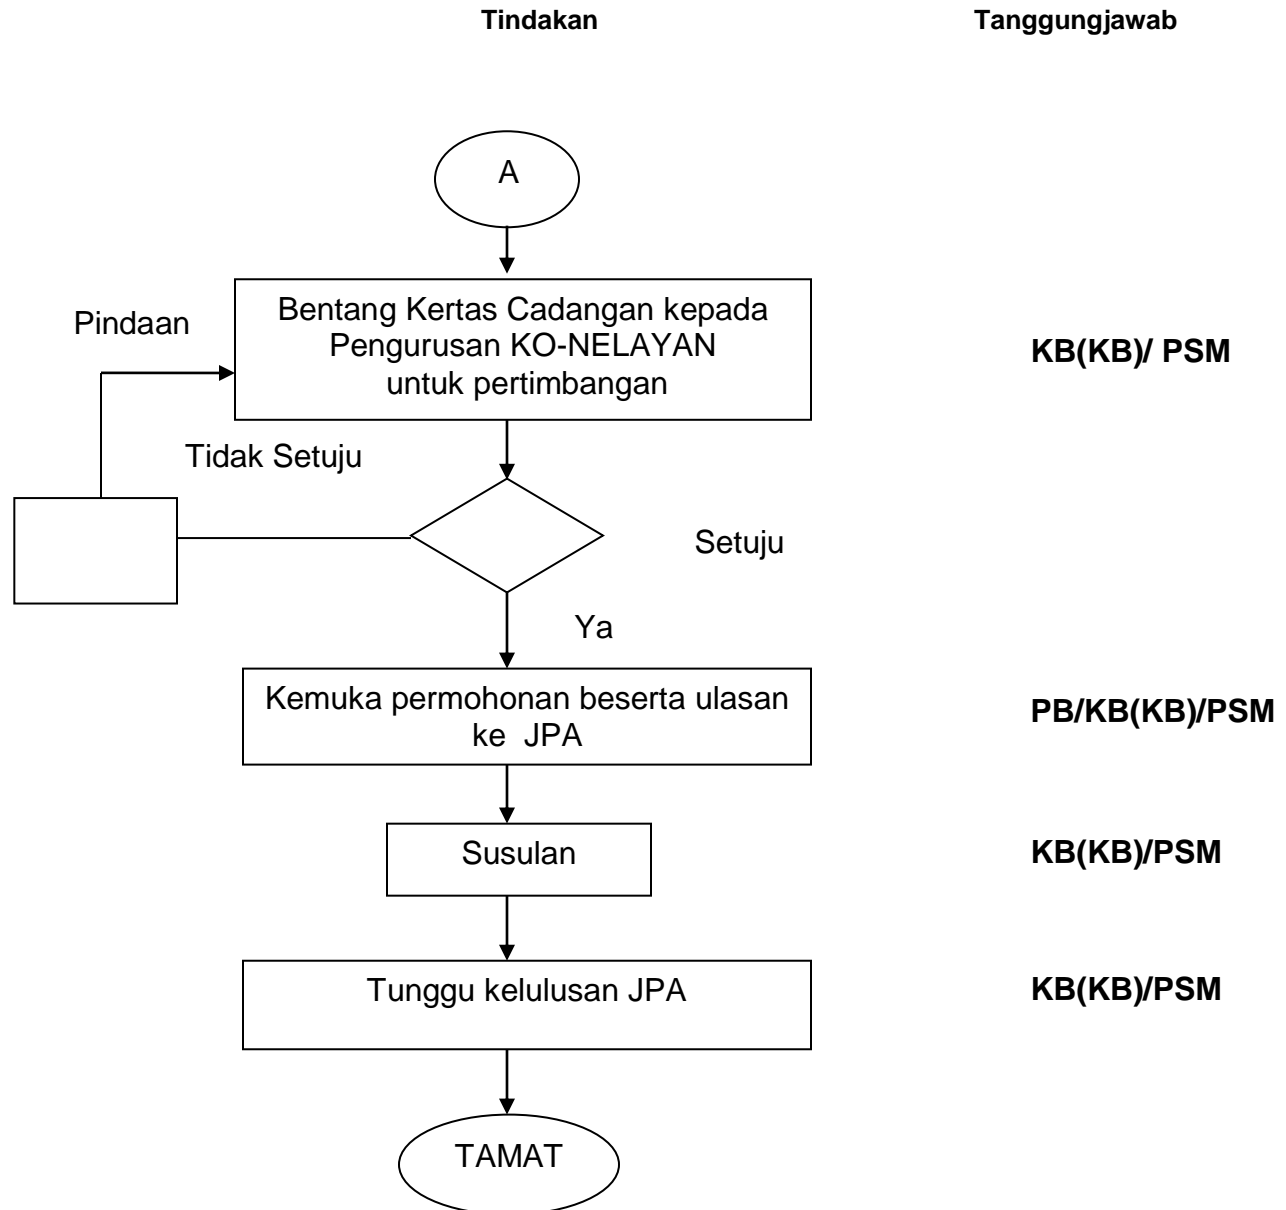 Tindakan
Tanggungjawab
A
Pindaan
Bentang Kertas Cadangan kepada
Pengurusan KO-NELAYAN
untuk pertimbangan
KB(KB)/ PSM
Tidak Setuju
Setuju
Ya
Kemuka permohonan beserta ulasan
ke JPA
PB/KB(KB)/PSM
Susulan
KB(KB)/PSM
Tunggu kelulusan JPA
KB(KB)/PSM
TAMAT